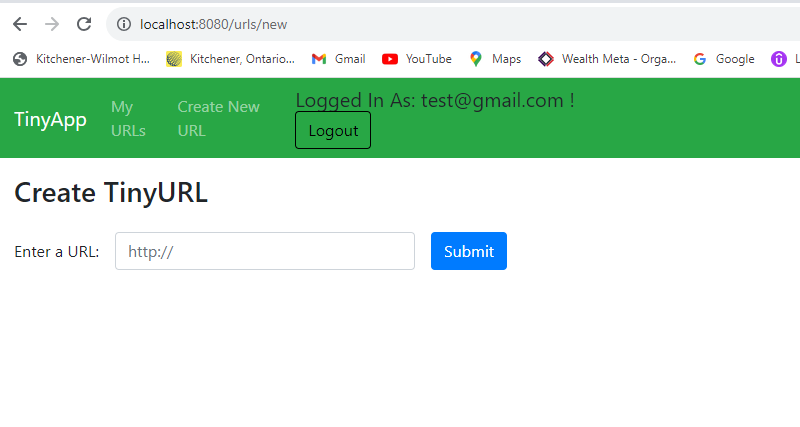 localhost:8080/urls/new
Kitchener-Wilmot H... Kitchener, Ontario... Gmail YouTube Maps Wealth Meta - Orga... Google L
TinyApp
My
URLs
Create New
URL
Logged In As: test@gmail.com !
Logout
Create TinyURL
Enter a URL: http:// Submit